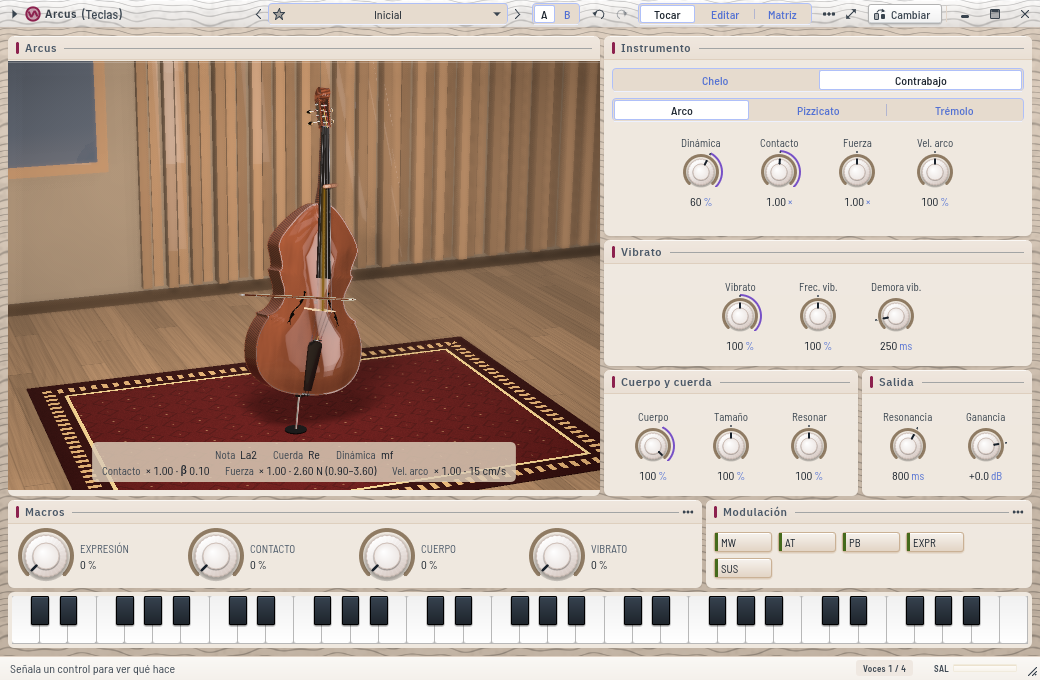 Arcus (Teclas)
Inicial
A
B
Tocar
Editar
Matriz
Cambiar
Arcus
Nota La2 Cuerda Re Dinámica mf
Contacto × 1.00 · β 0.10 Fuerza × 1.00 · 2.60 N (0.90–3.60) Vel. arco × 1.00 · 15 cm/s
Instrumento
Chelo
Contrabajo
Arco
Pizzicato
Trémolo
Dinámica
Contacto
Fuerza
Vel. arco
60 %
1.00 ×
1.00 ×
100 %
Vibrato
Vibrato
Frec. vib.
Demora vib.
100 %
100 %
250 ms
Cuerpo y cuerda
Cuerpo
Tamaño
Resonar
100 %
100 %
100 %
Salida
Resonancia
Ganancia
800 ms
+0.0 dB
Macros
EXPRESIÓN
0 %
CONTACTO
0 %
CUERPO
0 %
VIBRATO
0 %
Modulación
MW
AT
PB
EXPR
SUS
Señala un control para ver qué hace
Voces 1 / 4
SAL